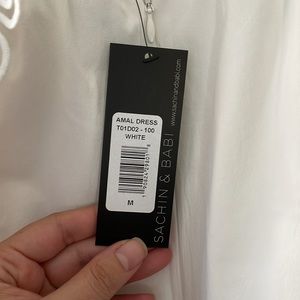 AMAL DRESS
T01D02 - 100
WHITE
M
SACHIN & BABI
www.sachinandbabi.com